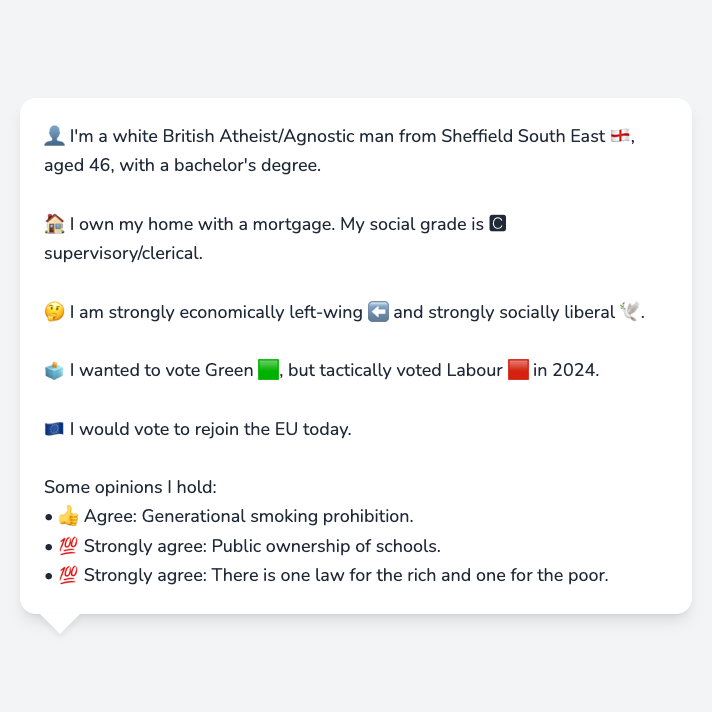 👤 I'm a white British Atheist/Agnostic man from Sheffield South East 🏴󠁧󠁢󠁥󠁮󠁧󠁿,
aged 46, with a bachelor's degree.
🏠 I own my home with a mortgage. My social grade is 🅲
supervisory/clerical.
🤔 I am strongly economically left-wing ⬅️ and strongly socially liberal 🕊️.
🗳️ I wanted to vote Green 🟩, but tactically voted Labour 🟥 in 2024.
🇪🇺 I would vote to rejoin the EU today.
Some opinions I hold:
• 👍 Agree: Generational smoking prohibition.
• 💯 Strongly agree: Public ownership of schools.
• 💯 Strongly agree: There is one law for the rich and one for the poor.